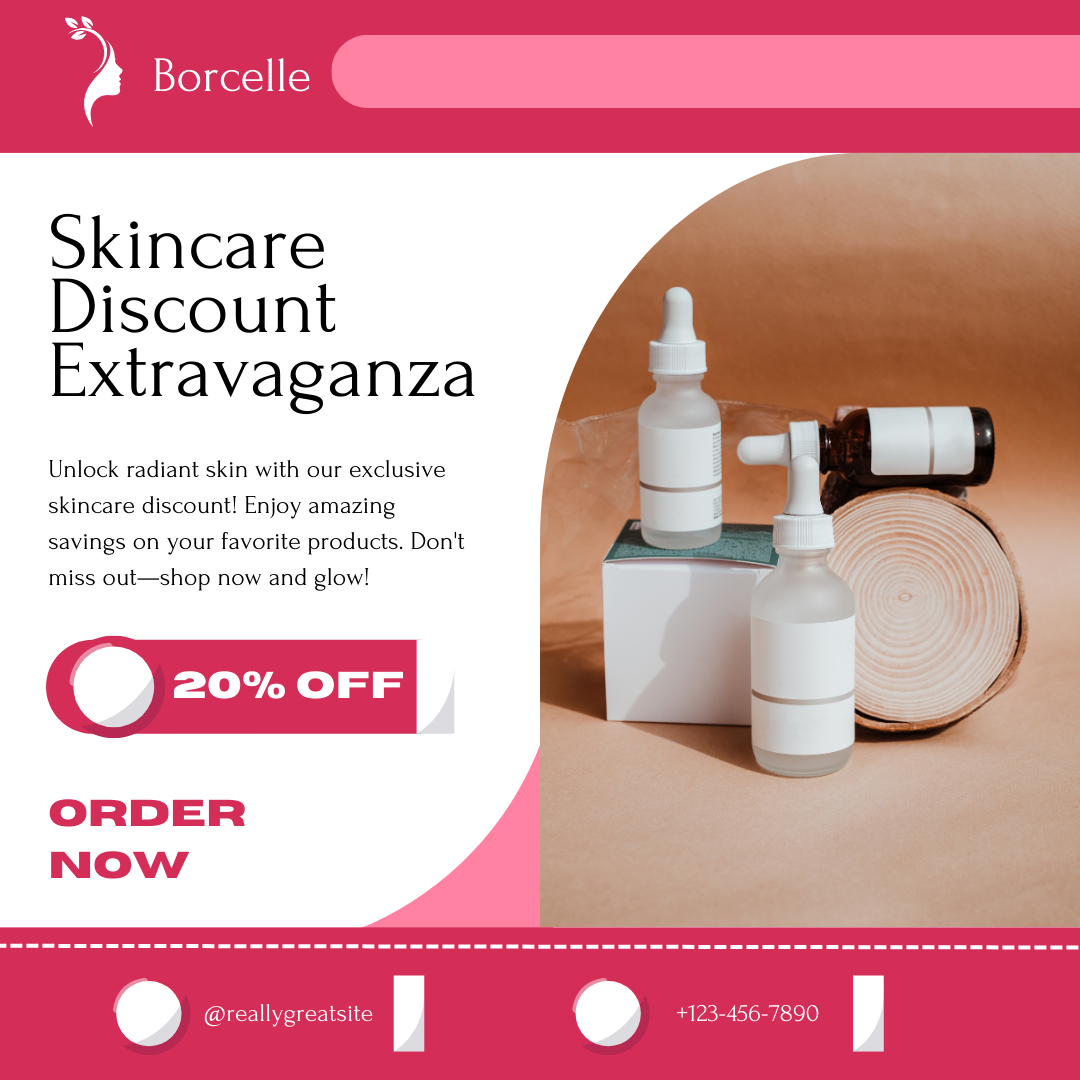 Borcelle
Skincare
Discount
Extravaganza
Unlock radiant skin with our exclusive
skincare discount! Enjoy amazing
savings on your favorite products. Don't
miss out—shop now and glow!
20% OFF
ORDER
NOW
@reallygreatsite
+123-456-7890